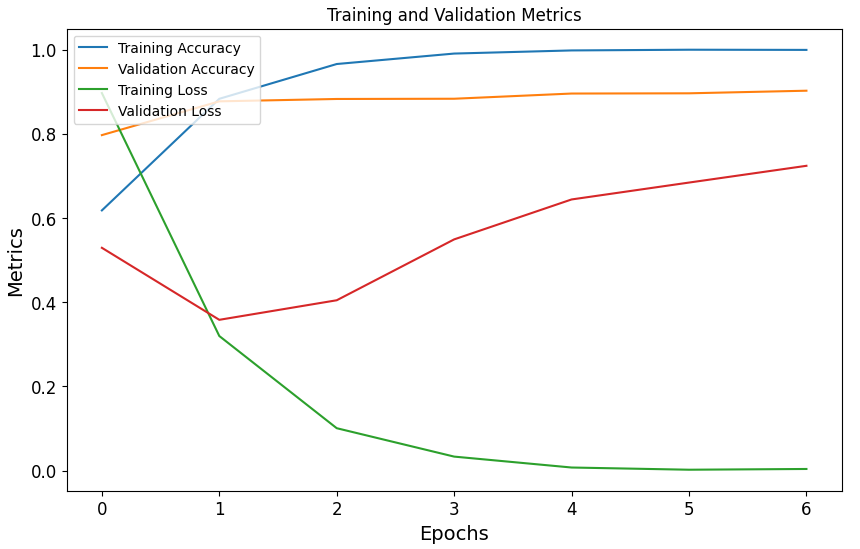 Training and Validation Metrics
Training Accuracy
Validation Accuracy
Training Loss
Validation Loss
1.0
0.8
0.6
0.4
0.2
0.0
Metrics
0 1 2 3 4 5 6
Epochs